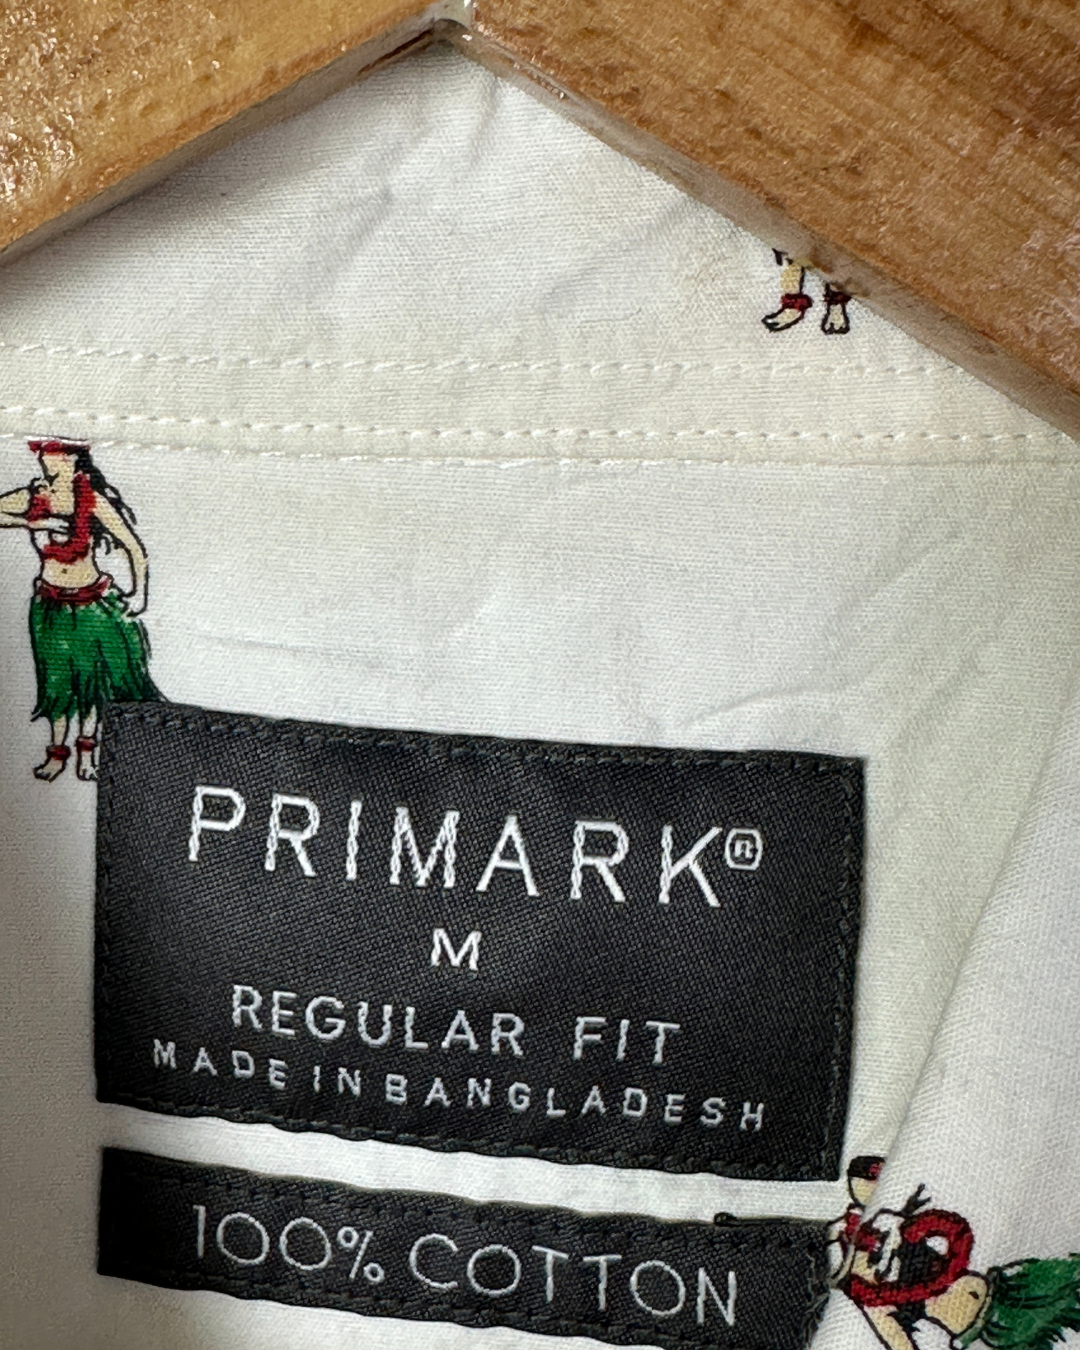 PRIMARK®
M
REGULAR FIT
MADE IN BANGLADESH
100% COTTON